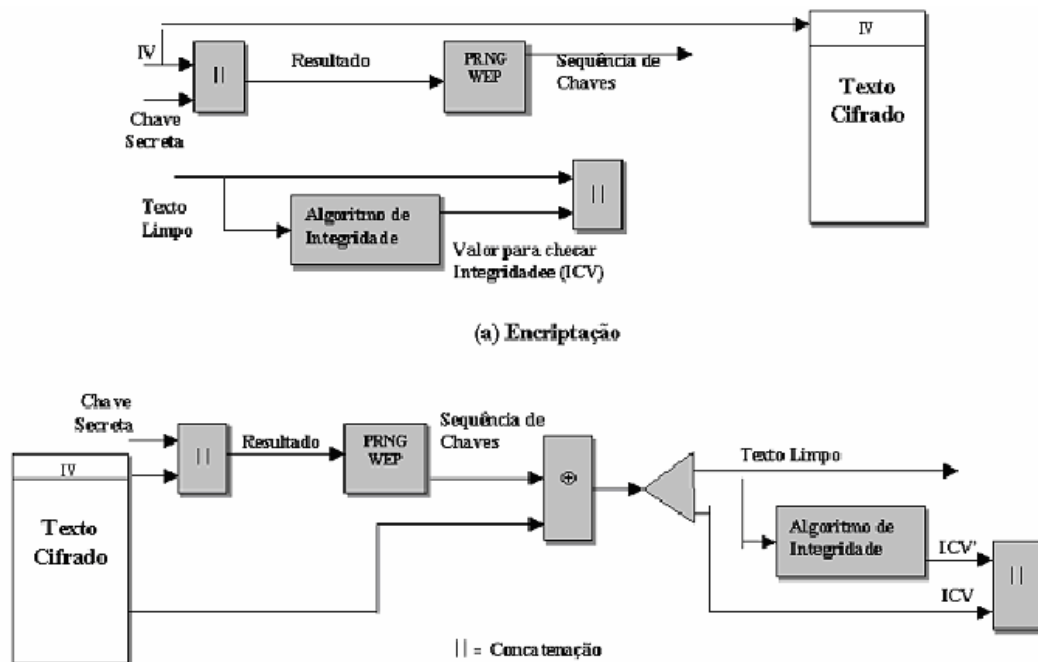 IV
IV
||
Resultado
PRNG
WEP
Sequência de
Chaves
Chave
Secreta
Texto
Cifrado
Texto
Limpo
Algoritmo de
Integridade
||
Valor para checar
Integridadee (ICV)
(a) Encriptação
Chave
Secreta
IV
Texto
Cifrado
||
Resultado
PRNG
WEP
Sequência de
Chaves
⊕
Texto Limpo
Algoritmo de
Integridade
ICV'
ICV
||
|| = Concatenação